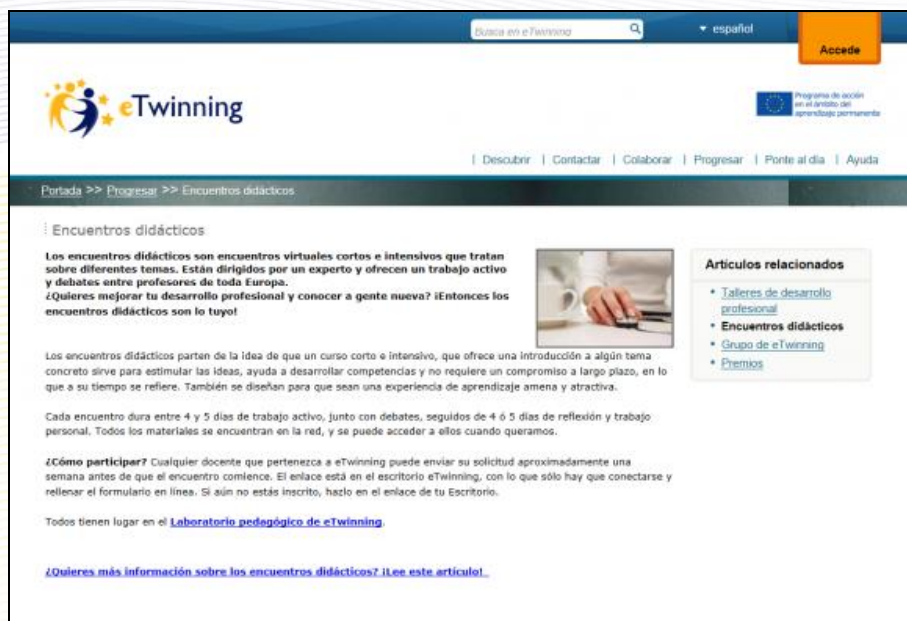 Busca en eTwinning
español
Accede
eTwinning
Programa de acción
en el ámbito del
aprendizaje permanente
| Descubrir | Contactar | Colaborar | Progresar | Ponte al día | Ayuda
Portada >> Progresar >> Encuentros didácticos
Encuentros didácticos
Los encuentros didácticos son encuentros virtuales cortos e intensivos que tratan
sobre diferentes temas. Están dirigidos por un experto y ofrecen un trabajo activo
y debates entre profesores de toda Europa.
¿Quieres mejorar tu desarrollo profesional y conocer a gente nueva? ¡Entonces los
encuentros didácticos son lo tuyo!
Artículos relacionados
• Talleres de desarrollo
profesional
• Encuentros didácticos
• Grupo de eTwinning
• Premios
Los encuentros didácticos parten de la idea de que un curso corto e intensivo, que ofrece una introducción a algún tema
concreto sirve para estimular las ideas, ayuda a desarrollar competencias y no requiere un compromiso a largo plazo, en lo
que a su tiempo se refiere. También se diseñan para que sean una experiencia de aprendizaje amena y atractiva.
Cada encuentro dura entre 4 y 5 días de trabajo activo, junto con debates, seguidos de 4 ó 5 días de reflexión y trabajo
personal. Todos los materiales se encuentran en la red, y se puede acceder a ellos cuando queramos.
¿Cómo participar? Cualquier docente que pertenezca a eTwinning puede enviar su solicitud aproximadamente una
semana antes de que el encuentro comience. El enlace está en el escritorio eTwinning, con lo que sólo hay que conectarse y
rellenar el formulario en línea. Si aún no estás inscrito, hazlo en el enlace de tu Escritorio.
Todos tienen lugar en el Laboratorio pedagógico de eTwinning.
¿Quieres más información sobre los encuentros didácticos? ¡Lee este artículo!